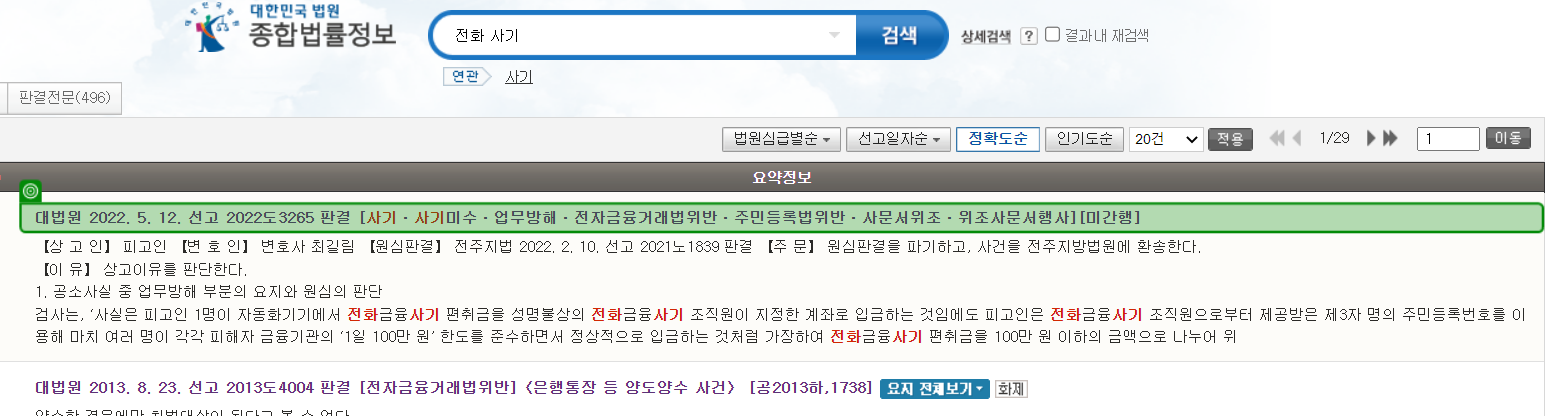 대한민국 법원
종합법률정보
전화 사기
검색
상세검색 ? 결과내 재검색
연관 사기
판결전문(496)
법원심급별순 선고일자순 정확도순 인기도순 20건 적용 1/29 1 이동
요약정보
대법원 2022. 5. 12. 선고 2022도3265 판결 [사기·사기미수·업무방해·전자금융거래법위반·주민등록법위반·사문서위조·위조사문서행사][미간행]
【상 고 인】 피고인 【변 호 인】 변호사 최길림 【원심판결】 전주지법 2022. 2. 10. 선고 2021노1839 판결 【주 문】 원심판결을 파기하고, 사건을 전주지방법원에 환송한다.
【이 유】 상고이유를 판단한다.
1. 공소사실 중 업무방해 부분의 요지와 원심의 판단
검사는, ‘사실은 피고인 1명이 자동화기기에서 전화금융사기 편취금을 성명불상의 전화금융사기 조직원이 지정한 계좌로 입금하는 것임에도 피고인은 전화금융사기 조직원으로부터 제공받은 제3자 명의 주민등록번호를 이
용해 마치 여러 명이 각각 피해자 금융기관의 ‘1일 100만 원’ 한도를 준수하면서 정상적으로 입금하는 것처럼 가장하여 전화금융사기 편취금을 100만 원 이하의 금액으로 나누어 위
대법원 2013. 8. 23. 선고 2013도4004 판결 [전자금융거래법위반] 〈은행통장 등 양도양수 사건〉 [공2013하,1738] 요지 전체보기 화제
양수한 경우에만 처벌대상이 된다고 볼 수 없다